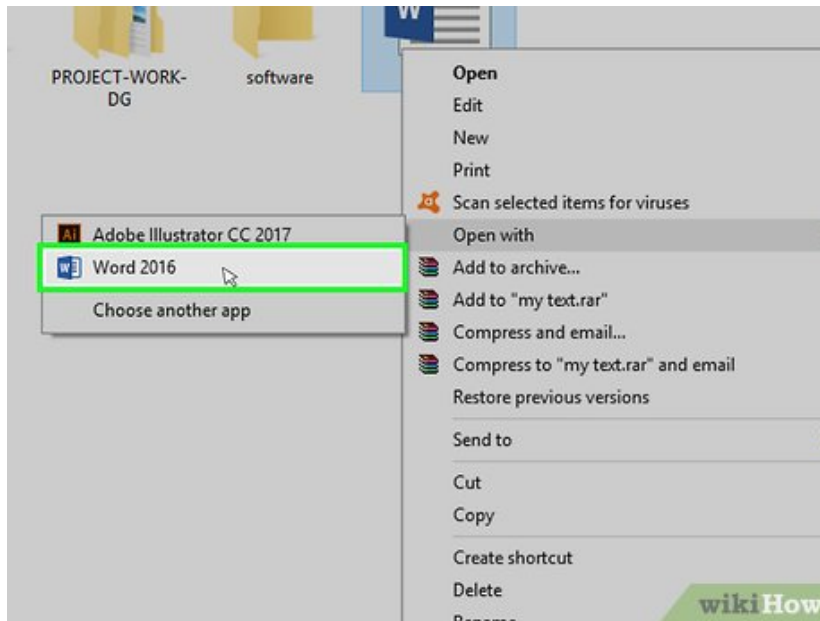 W
PROJECT-WORK-
DG
software
Open
Edit
New
Print
Scan selected items for viruses
Open with
Ai Adobe Illustrator CC 2017
W Word 2016
Choose another app
Add to archive...
Add to "my text.rar"
Compress and email...
Compress to "my text.rar" and email
Restore previous versions
Send to
Cut
Copy
Create shortcut
Delete
wikiHow